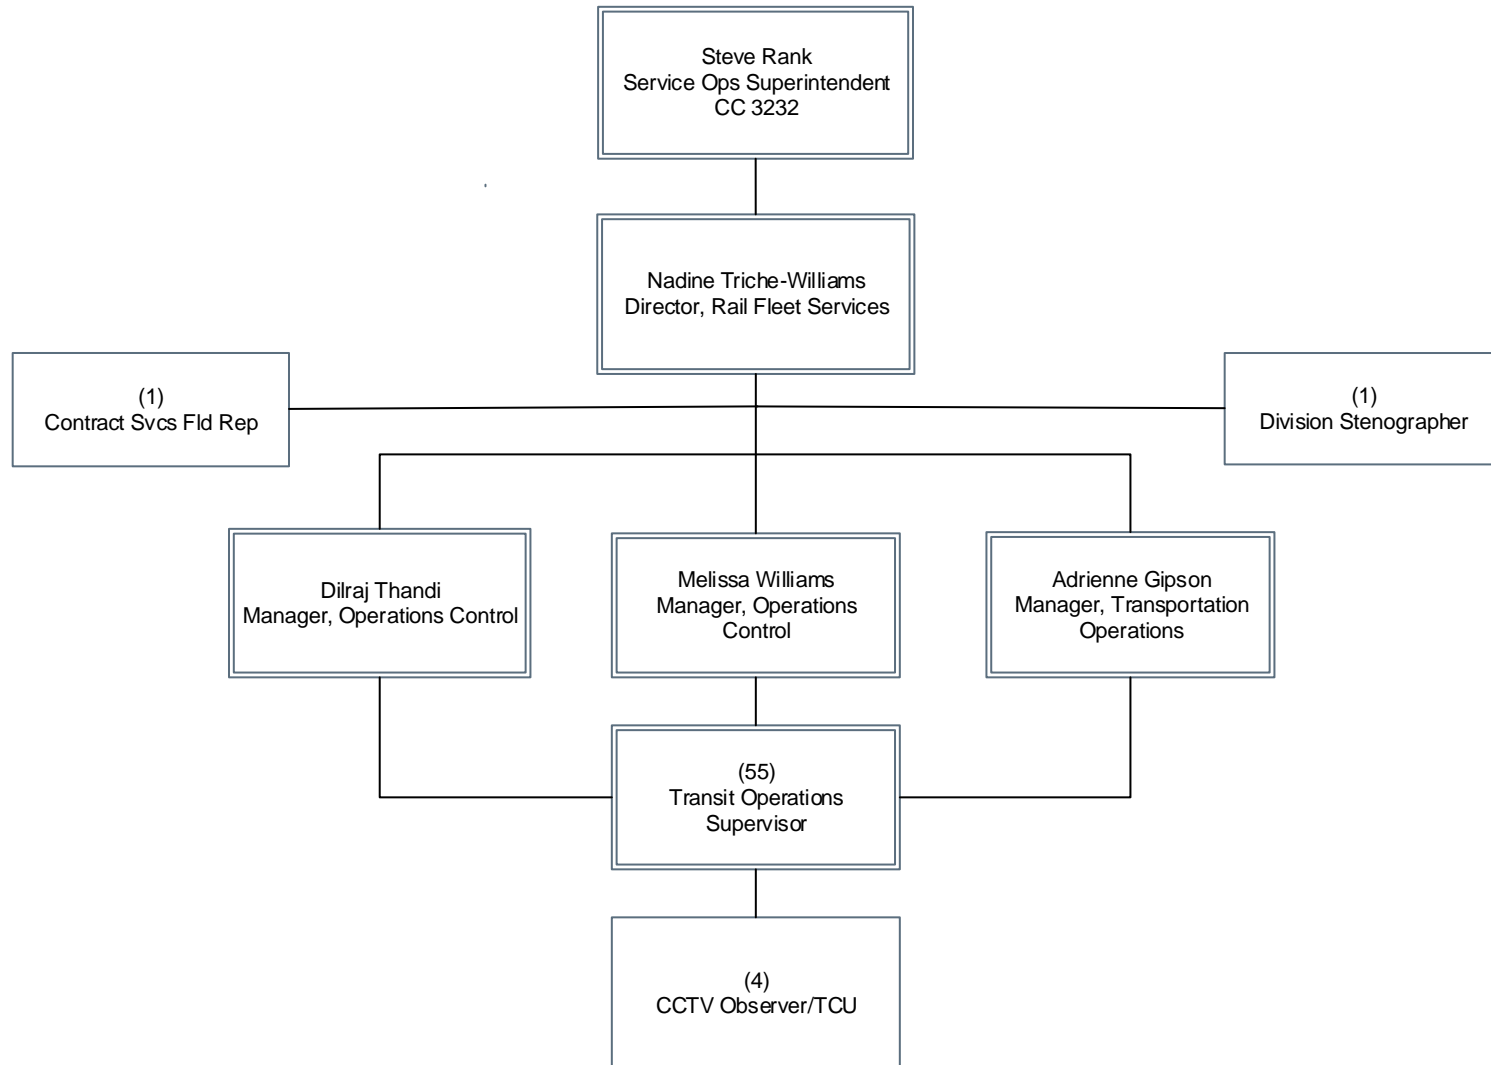 Steve Rank
Service Ops Superintendent
CC 3232
Nadine Triche-Williams
Director, Rail Fleet Services
(1)
Contract Svcs Fld Rep
(1)
Division Stenographer
Dilraj Thandi
Manager, Operations Control
Melissa Williams
Manager, Operations
Control
Adrienne Gipson
Manager, Transportation
Operations
(55)
Transit Operations
Supervisor
(4)
CCTV Observer/TCU